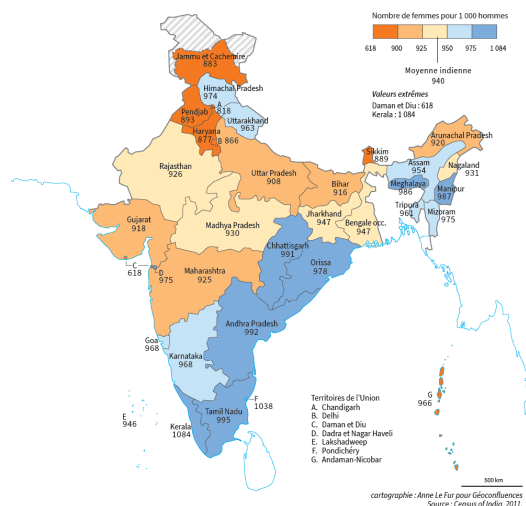 Nombre de femmes pour 1 000 hommes
618 900 925 950 975 1 084
Moyenne indienne
940
Valeurs extrêmes
Daman et Diu : 618
Kerala : 1 084
Jammu et Cachemire
883
Himachal Pradesh
974
A
818
Uttarakhand
963
Pendjab
893
Haryana
877
B 866
Rajasthan
926
Uttar Pradesh
908
Bihar
916
Sikkim
889
Arunachal Pradesh
920
Assam
954
Nagaland
931
Meghalaya
986
Manipur
987
Tripura
961
Mizoram
975
Gujarat
918
Madhya Pradesh
930
Jharkhand
947
Bengale occ.
947
Chhattisgarh
991
Orissa
978
C
618
D
975
Maharashtra
925
Andhra Pradesh
992
Goa
968
Karnataka
968
F
1038
Tamil Nadu
995
Kerala
1084
E
946
G
966
Territoires de l'Union
A. Chandigarh
B. Delhi
C. Daman et Diu
D. Dadra et Nagar Haveli
E. Lakshadweep
F. Pondichéry
G. Andaman-Nicobar
500 km
cartographie : Anne Le Fur pour Géoconfluences
Source : Census of India, 2011.